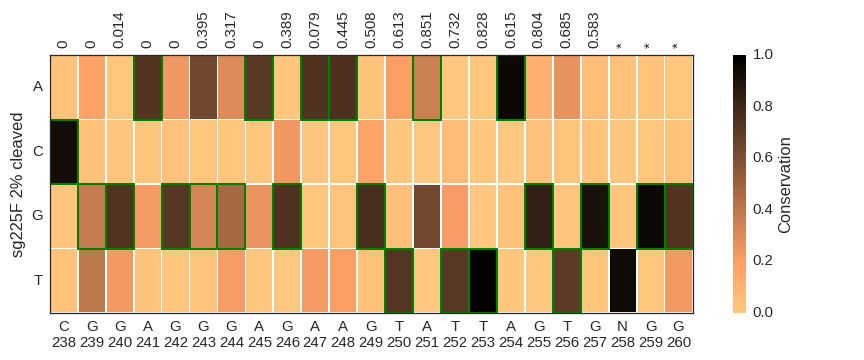 0 0 0.014 0 0 0.395 0.317 0 0.389 0.079 0.445 0.508 0.613 0.851 0.732 0.828 0.615 0.804 0.685 0.583 * * *
A
C
G
T
sg225F 2% cleaved
C G G A G G G A G A A G T A T T A G T G N G G
238 239 240 241 242 243 244 245 246 247 248 249 250 251 252 253 254 255 256 257 258 259 260
1.0
0.8
0.6
0.4
0.2
0.0
Conservation